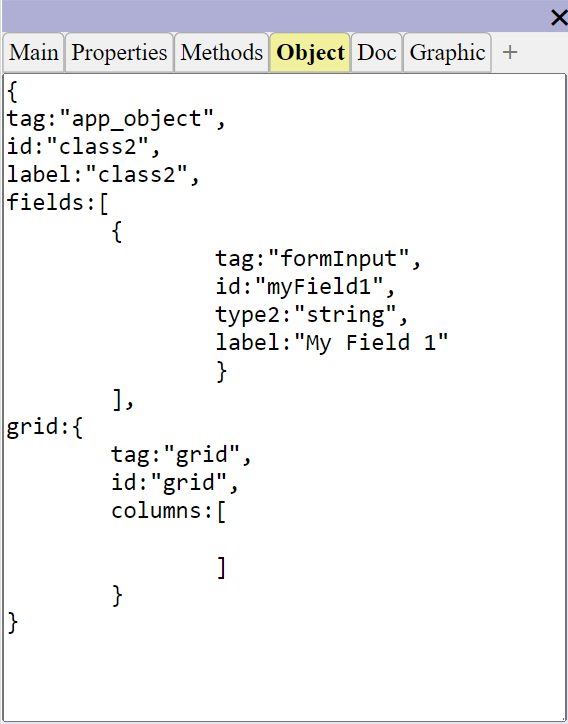 Main Properties Methods Object Doc Graphic +
{
tag:"app_object",
id:"class2",
label:"class2",
fields:[
{
tag:"formInput",
id:"myField1",
type2:"string",
label:"My Field 1"
}
],
grid:{
tag:"grid",
id:"grid",
columns:[
]
}
}